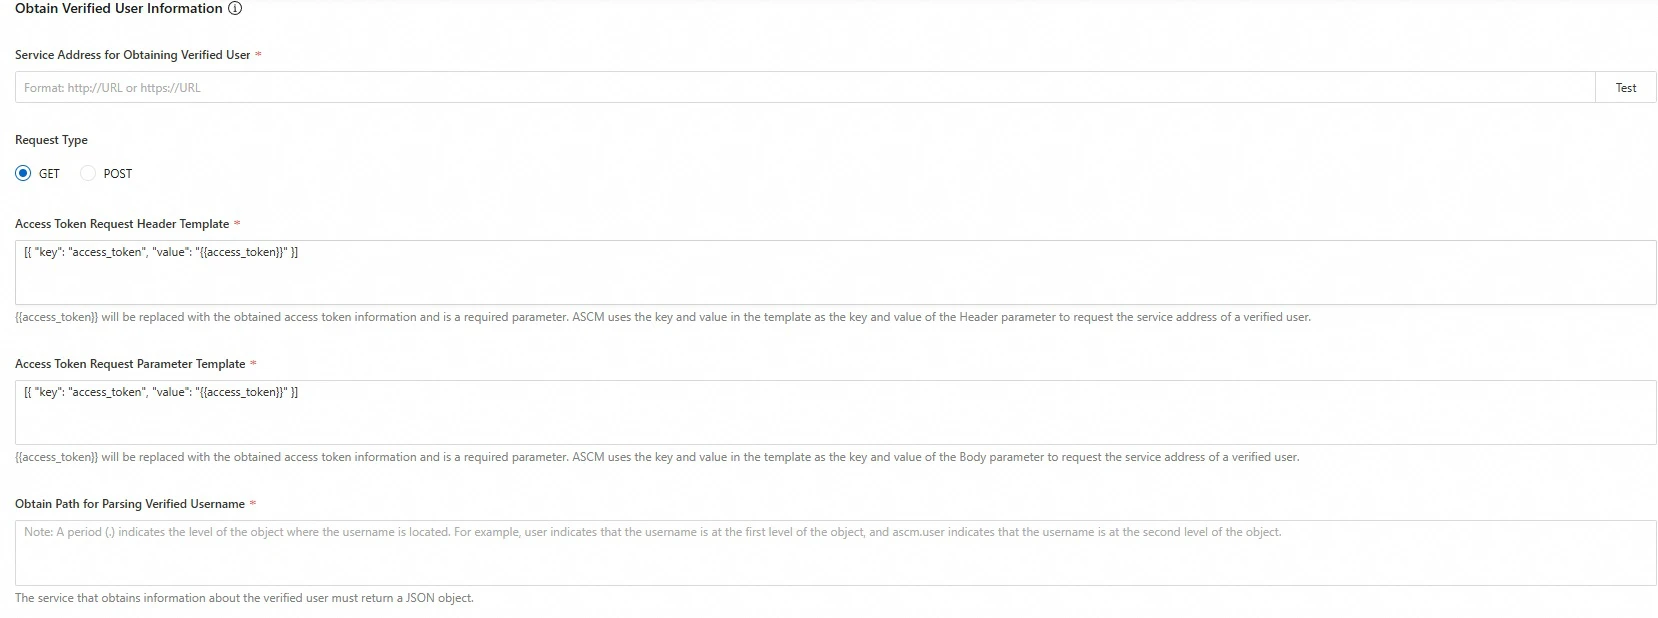 Obtain Verified User Information
Service Address for Obtaining Verified User *
Format: http://URL or https://URL
Test
Request Type
GET POST
Access Token Request Header Template *
[{ "key": "access_token", "value": "{{access_token}}" }]
{{access_token}} will be replaced with the obtained access token information and is a required parameter. ASCM uses the key and value in the template as the key and value of the Header parameter to request the service address of a verified user.
Access Token Request Parameter Template *
[{ "key": "access_token", "value": "{{access_token}}" }]
{{access_token}} will be replaced with the obtained access token information and is a required parameter. ASCM uses the key and value in the template as the key and value of the Body parameter to request the service address of a verified user.
Obtain Path for Parsing Verified Username *
Note: A period (.) indicates the level of the object where the username is located. For example, user indicates that the username is at the first level of the object, and ascm.user indicates that the username is at the second level of the object.
The service that obtains information about the verified user must return a JSON object.